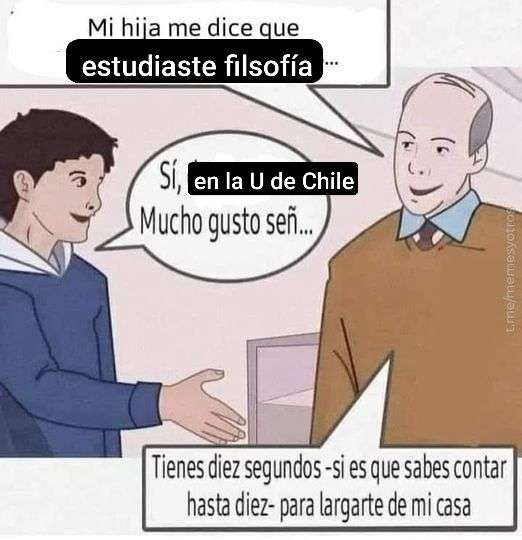 Mi hija me dice que
estudiaste filsofía...
Sí, en la U de Chile
Mucho gusto señ...
Tienes diez segundos -si es que sabes contar
hasta diez- para largarte de mi casa
t.me/memesyotros